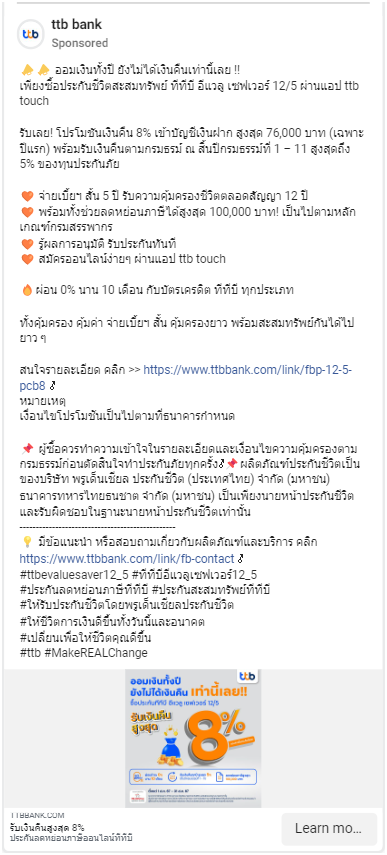 ttb bank
Sponsored
ออมเงินทั้งปี ยังไม่ได้เงินคืนเท่านี้เลย !!
เพียงซื้อประกันชีวิตสะสมทรัพย์ ทีทีบี อีแวลู เซฟเวอร์ 12/5 ผ่านแอป ttb
touch
รับเลย! โปรโมชันเงินคืน 8% เข้าบัญชีเงินฝาก สูงสุด 76,000 บาท (เฉพาะ
ปีแรก) พร้อมรับเงินคืนตามกรมธรรม์ ณ สิ้นปีกรมธรรม์ที่ 1 – 11 สูงสุดถึง
5% ของทุนประกันภัย
จ่ายเบี้ยฯ สั้น 5 ปี รับความคุ้มครองชีวิตตลอดสัญญา 12 ปี
พร้อมทั้งช่วยลดหย่อนภาษีได้สูงสุด 100,000 บาท! เป็นไปตามหลัก
เกณฑ์กรมสรรพากร
รู้ผลการอนุมัติ รับประกันทันที
สมัครออนไลน์ง่ายๆ ผ่านแอป ttb touch
ผ่อน 0% นาน 10 เดือน กับบัตรเครดิต ทีทีบี ทุกประเภท
ทั้งคุ้มครอง คุ้มค่า จ่ายเบี้ยฯ สั้น คุ้มครองยาว พร้อมสะสมทรัพย์กันได้ไป
ยาว ๆ
สนใจรายละเอียด คลิก >> https://www.ttbbank.com/link/fbp-12-5-
pcb8
หมายเหตุ
เงื่อนไขโปรโมชันเป็นไปตามที่ธนาคารกำหนด
ผู้ซื้อควรทำความเข้าใจในรายละเอียดและเงื่อนไขความคุ้มครองตาม
กรมธรรม์ก่อนตัดสินใจทำประกันภัยทุกครั้ง ผลิตภัณฑ์ประกันชีวิตเป็น
ของบริษัท พรูเด็นเชียล ประกันชีวิต (ประเทศไทย) จำกัด (มหาชน)
ธนาคารทหารไทยธนชาต จำกัด (มหาชน) เป็นเพียงนายหน้าประกันชีวิต
และรับผิดชอบในฐานะนายหน้าประกันชีวิตเท่านั้น
------------------------------------------------
มีข้อแนะนำ หรือสอบถามเกี่ยวกับผลิตภัณฑ์และบริการ คลิก
https://www.ttbbank.com/link/fb-contact
#ttbevaluesaver12_5 #ทีทีบีอีแวลูเซฟเวอร์12_5
#ประกันลดหย่อนภาษีทีทีบี #ประกันสะสมทรัพย์ทีทีบี
#ให้รับประกันชีวิตโดยพรูเด็นเชียลประกันชีวิต
#ให้ชีวิตการเงินดีขึ้นทั้งวันนี้และอนาคต
#เปลี่ยนเพื่อให้ชีวิตคุณดีขึ้น
#ttb #MakeREALChange
ttb
ออมเงินทั้งปี
ยังไม่ได้เงินคืน เท่านี้เลย!!
ซื้อประกันทีทีบี อีแวลู เซฟเวอร์ 12/5
รับเงินคืน
สูงสุด
8%
TTBBANK.COM
รับเงินคืนสูงสุด 8%
ประกันลดหย่อนภาษีออนไลน์ทีทีบี
Learn mo...